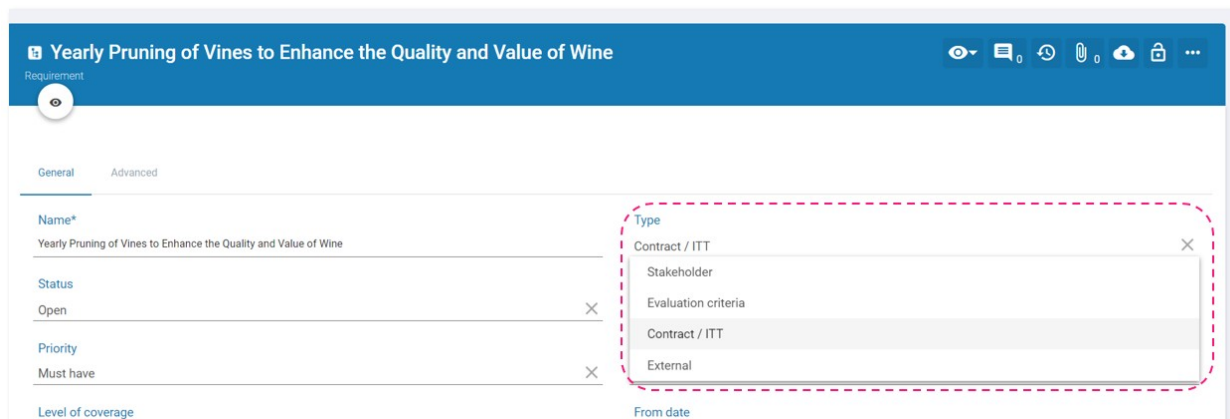 Yearly Pruning of Vines to Enhance the Quality and Value of Wine
0
0
Requirement
General
Advanced
Name*
Yearly Pruning of Vines to Enhance the Quality and Value of Wine
Status
Open
Priority
Must have
Level of coverage
Type
Contract / ITT
Stakeholder
Evaluation criteria
Contract / ITT
External
From date